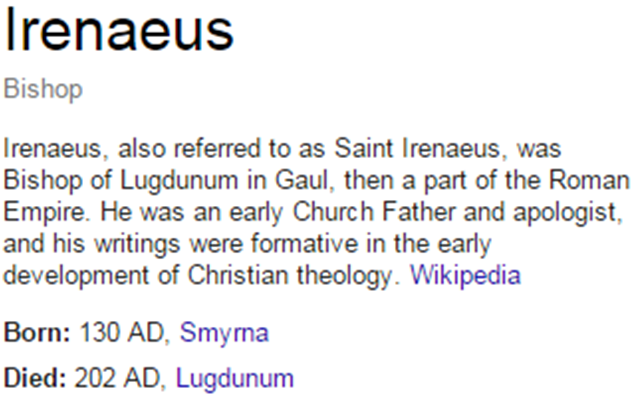 Irenaeus
Bishop
Irenaeus, also referred to as Saint Irenaeus, was
Bishop of Lugdunum in Gaul, then a part of the Roman
Empire. He was an early Church Father and apologist,
and his writings were formative in the early
development of Christian theology. Wikipedia
Born: 130 AD, Smyrna
Died: 202 AD, Lugdunum